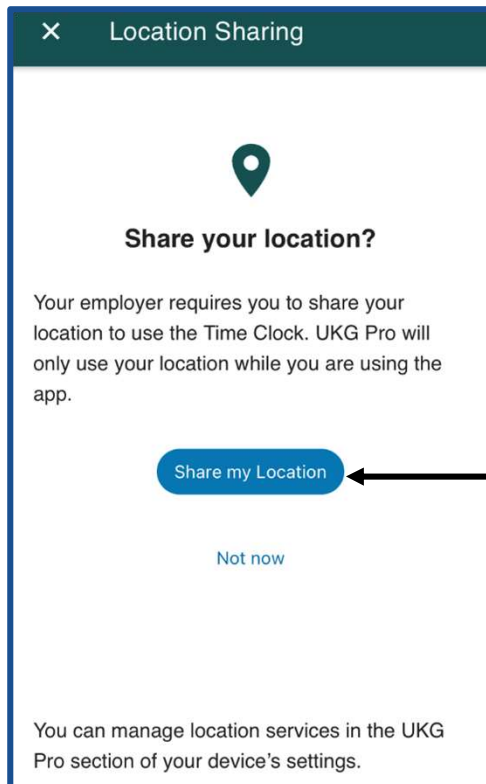 Location Sharing
Share your location?
Your employer requires you to share your
location to use the Time Clock. UKG Pro will
only use your location while you are using the
app.
Share my Location
Not now
You can manage location services in the UKG
Pro section of your device's settings.